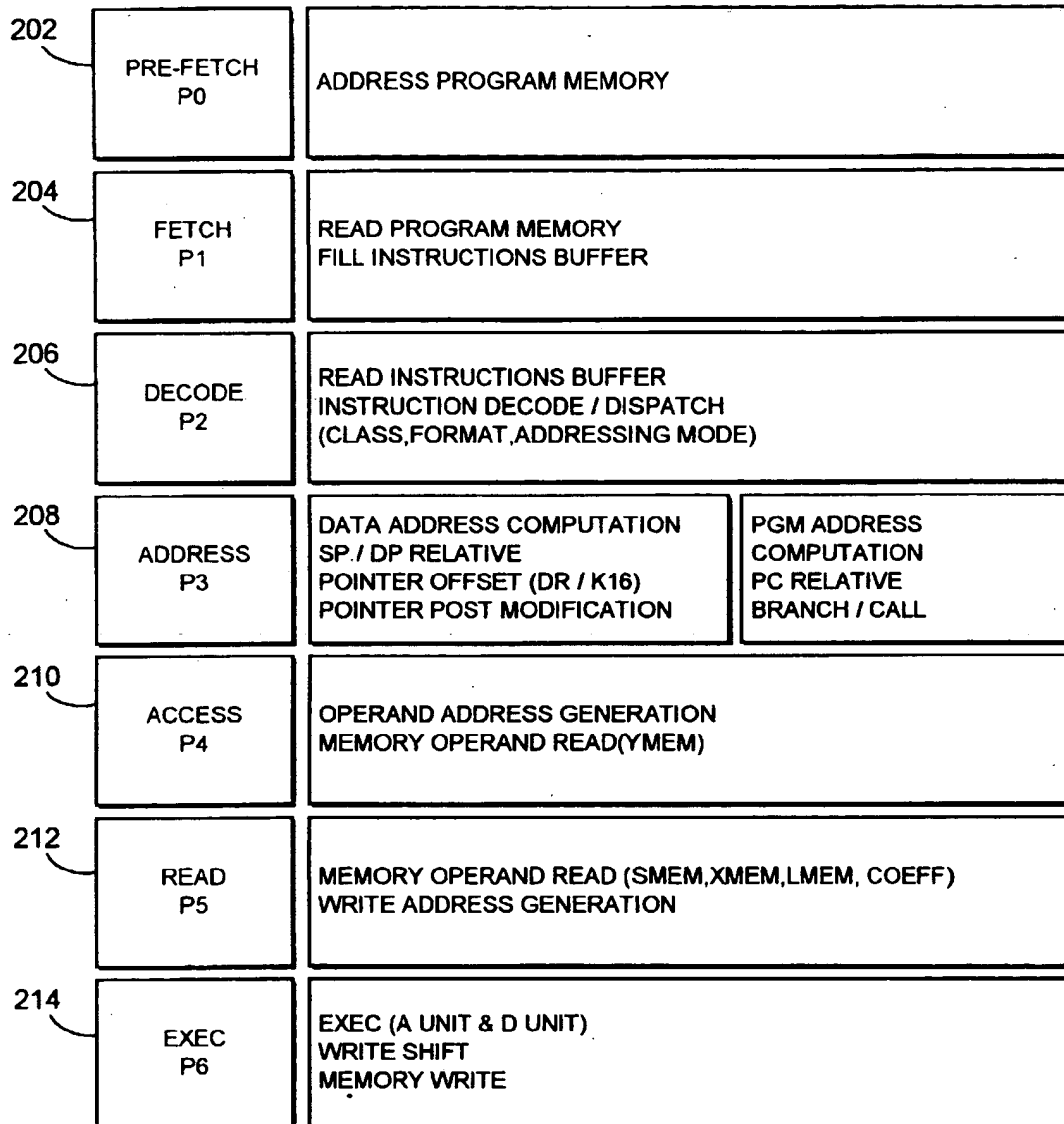 202
PRE-FETCH
P0
ADDRESS PROGRAM MEMORY
204
FETCH
P1
READ PROGRAM MEMORY
FILL INSTRUCTIONS BUFFER
206
DECODE
P2
READ INSTRUCTIONS BUFFER
INSTRUCTION DECODE / DISPATCH
(CLASS,FORMAT,ADDRESSING MODE)
208
ADDRESS
P3
DATA ADDRESS COMPUTATION
SP / DP RELATIVE
POINTER OFFSET (DR / K16)
POINTER POST MODIFICATION
PGM ADDRESS
COMPUTATION
PC RELATIVE
BRANCH / CALL
210
ACCESS
P4
OPERAND ADDRESS GENERATION
MEMORY OPERAND READ(YMEM)
212
READ
P5
MEMORY OPERAND READ (SMEM,XMEM,LMEM, COEFF)
WRITE ADDRESS GENERATION
214
EXEC
P6
EXEC (A UNIT & D UNIT)
WRITE SHIFT
MEMORY WRITE